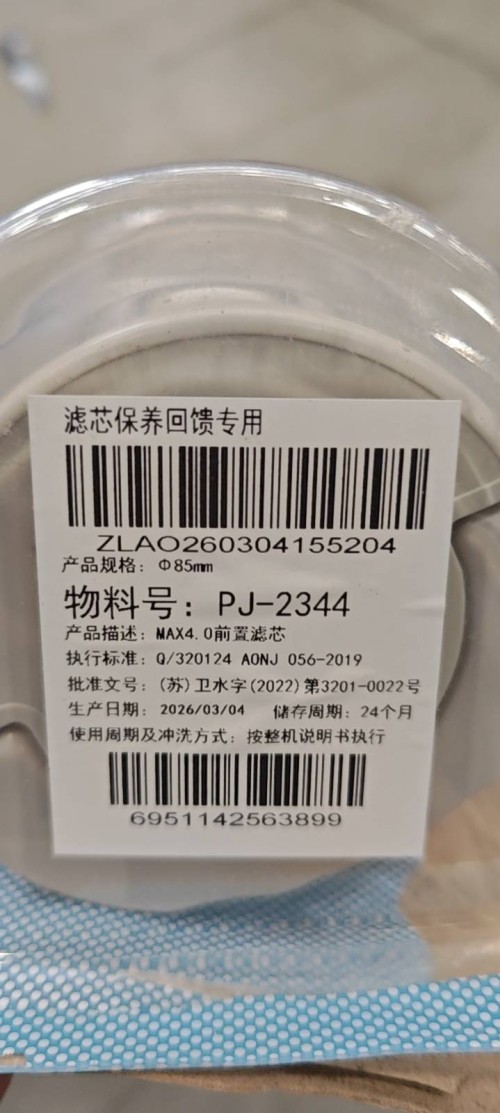 滤芯保养回馈专用
ZLAO260304155204
产品规格：Φ85mm
物料号：PJ-2344
产品描述：MAX4.0前置滤芯
执行标准：Q/320124 AONJ 056-2019
批准文号：(苏)卫水字(2022)第3201-0022号
生产日期：2026/03/04 储存周期：24个月
使用周期及冲洗方式：按整机说明书执行
6951142563899